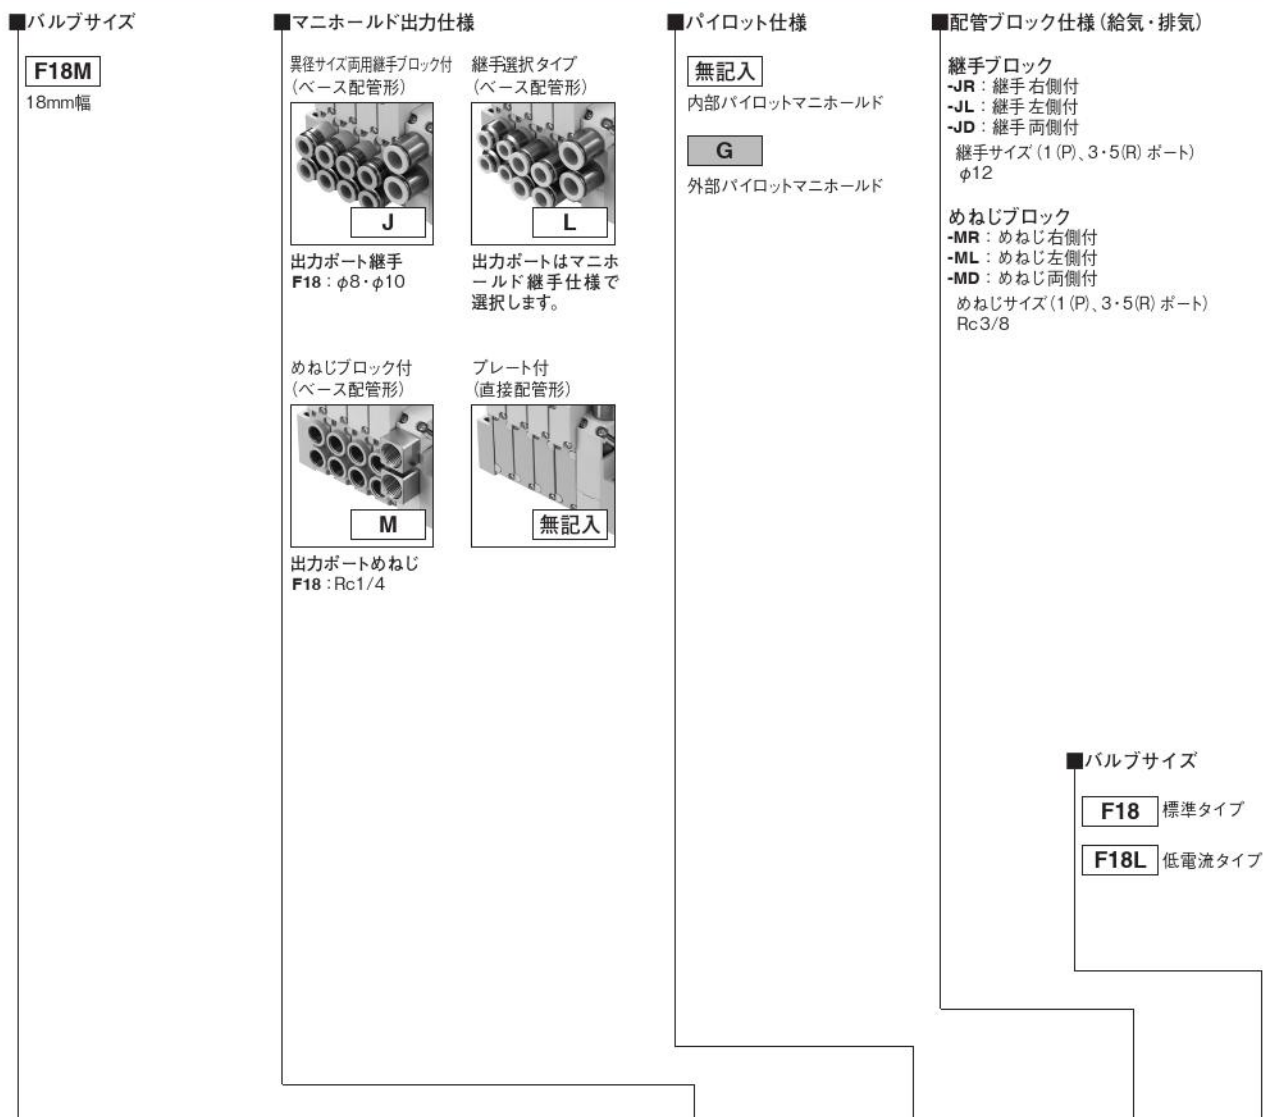 ■バルブサイズ
F18M
18mm幅
■マニホールド出力仕様
異径サイズ両用継手ブロック付
(ベース配管形)
J
出力ポート継手
F18：φ8・φ10
継手選択タイプ
(ベース配管形)
L
出力ポートはマニホ
ールド継手仕様で
選択します。
めねじブロック付
(ベース配管形)
M
出力ポートめねじ
F18：Rc1/4
プレート付
(直接配管形)
無記入
■パイロット仕様
無記入
内部パイロットマニホールド
G
外部パイロットマニホールド
■配管ブロック仕様(給気・排気)
継手ブロック
-JR：継手右側付
-JL：継手左側付
-JD：継手両側付
継手サイズ(1(P)、3・5(R)ポート)
φ12
めねじブロック
-MR：めねじ右側付
-ML：めねじ左側付
-MD：めねじ両側付
めねじサイズ(1(P)、3・5(R)ポート)
Rc3/8
■バルブサイズ
F18 標準タイプ
F18L 低電流タイプ